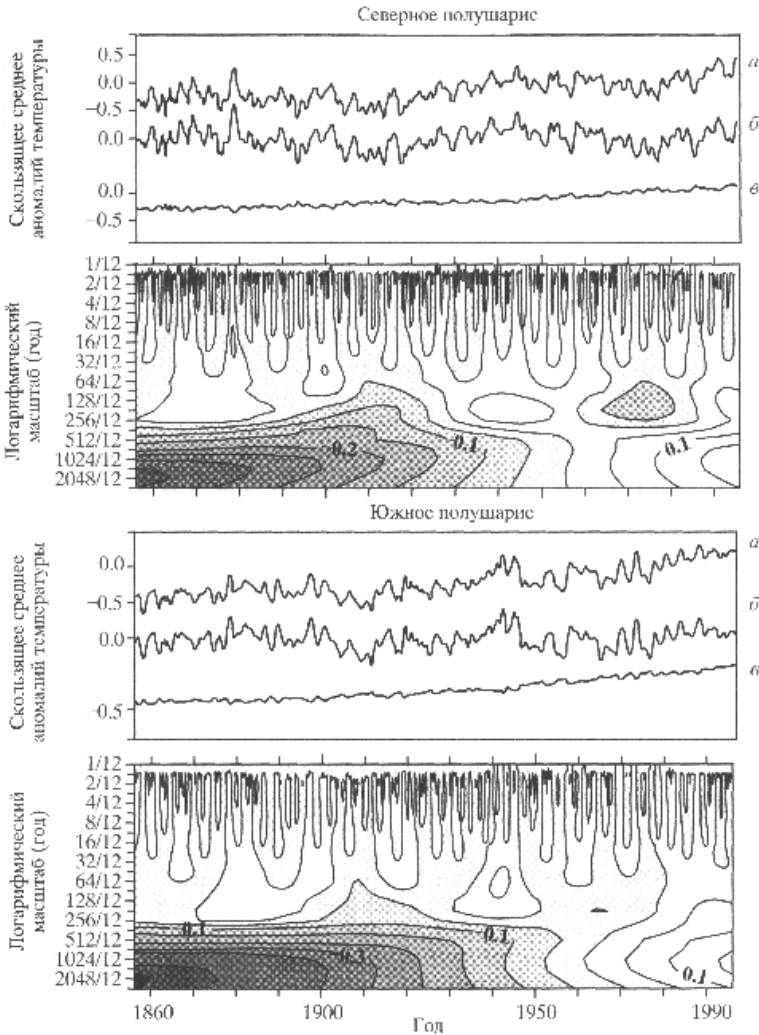 Северное полушарис
Скользящее среднее
аномалий температуры
0.5
0.0
−0.5
0.0
0.0
−0.5
а
б
в
Логарифмический
масштаб (год)
1/12
2/12
4/12
8/12
16/12
32/12
64/12
128/12
256/12
512/12
1024/12
2048/12
0.2
0.1
0.1
Южное полушарис
Скользящее среднее
аномалий температуры
0.0
−0.5
0.0
−0.5
а
б
в
Логарифмический
масштаб (год)
1/12
2/12
4/12
8/12
16/12
32/12
64/12
128/12
256/12
512/12
1024/12
2048/12
0.1
0.1
0.1
1860
1900
1950
1990
Год